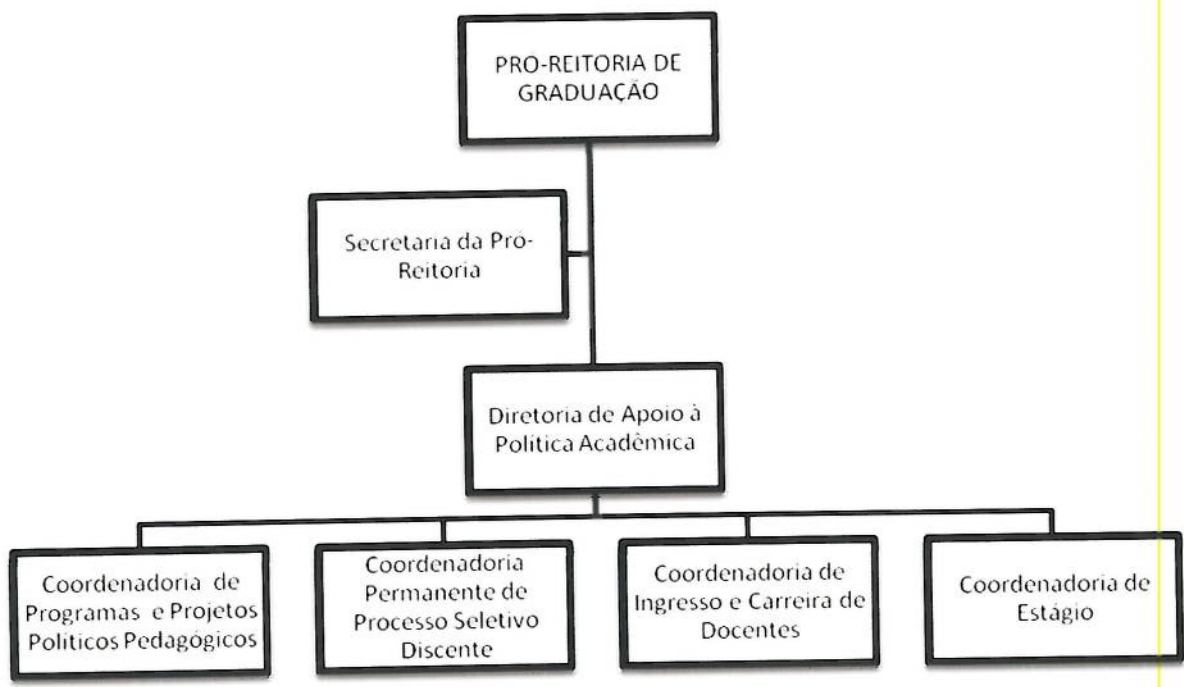 PRÓ-REITORIA DE
GRADUAÇÃO
Secretaria da Pró-
Reitoria
Diretoria de Apoio à
Política Acadêmica
Coordenadoria de
Programas e Projetos
Políticos Pedagógicos
Coordenadoria
Permanente de
Processo Seletivo
Discente
Coordenadoria de
Ingresso e Carreira de
Docentes
Coordenadoria de
Estágio